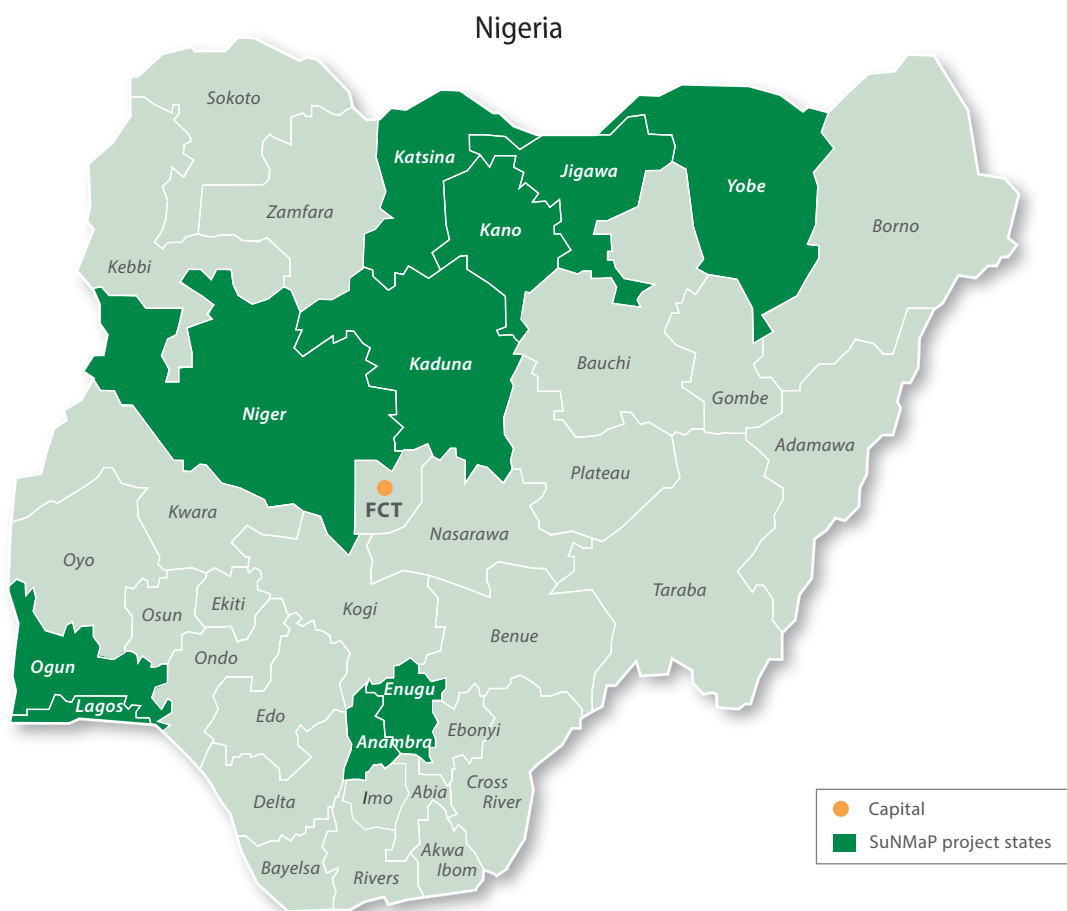 Nigeria
Sokoto
Katsina
Jigawa
Yobe
Zamfara
Kano
Borno
Kebbi
Kaduna
Bauchi
Gombe
Niger
Adamawa
Plateau
FCT
Kwara
Nasarawa
Oyo
Taraba
Ekiti
Osun
Kogi
Benue
Ondo
Ogun
Enugu
Lagos
Edo
Anambra
Ebonyi
Cross
River
Abia
Imo
Delta
Akwa
Ibom
Bayelsa
Rivers
Capital
SuNMaP project states